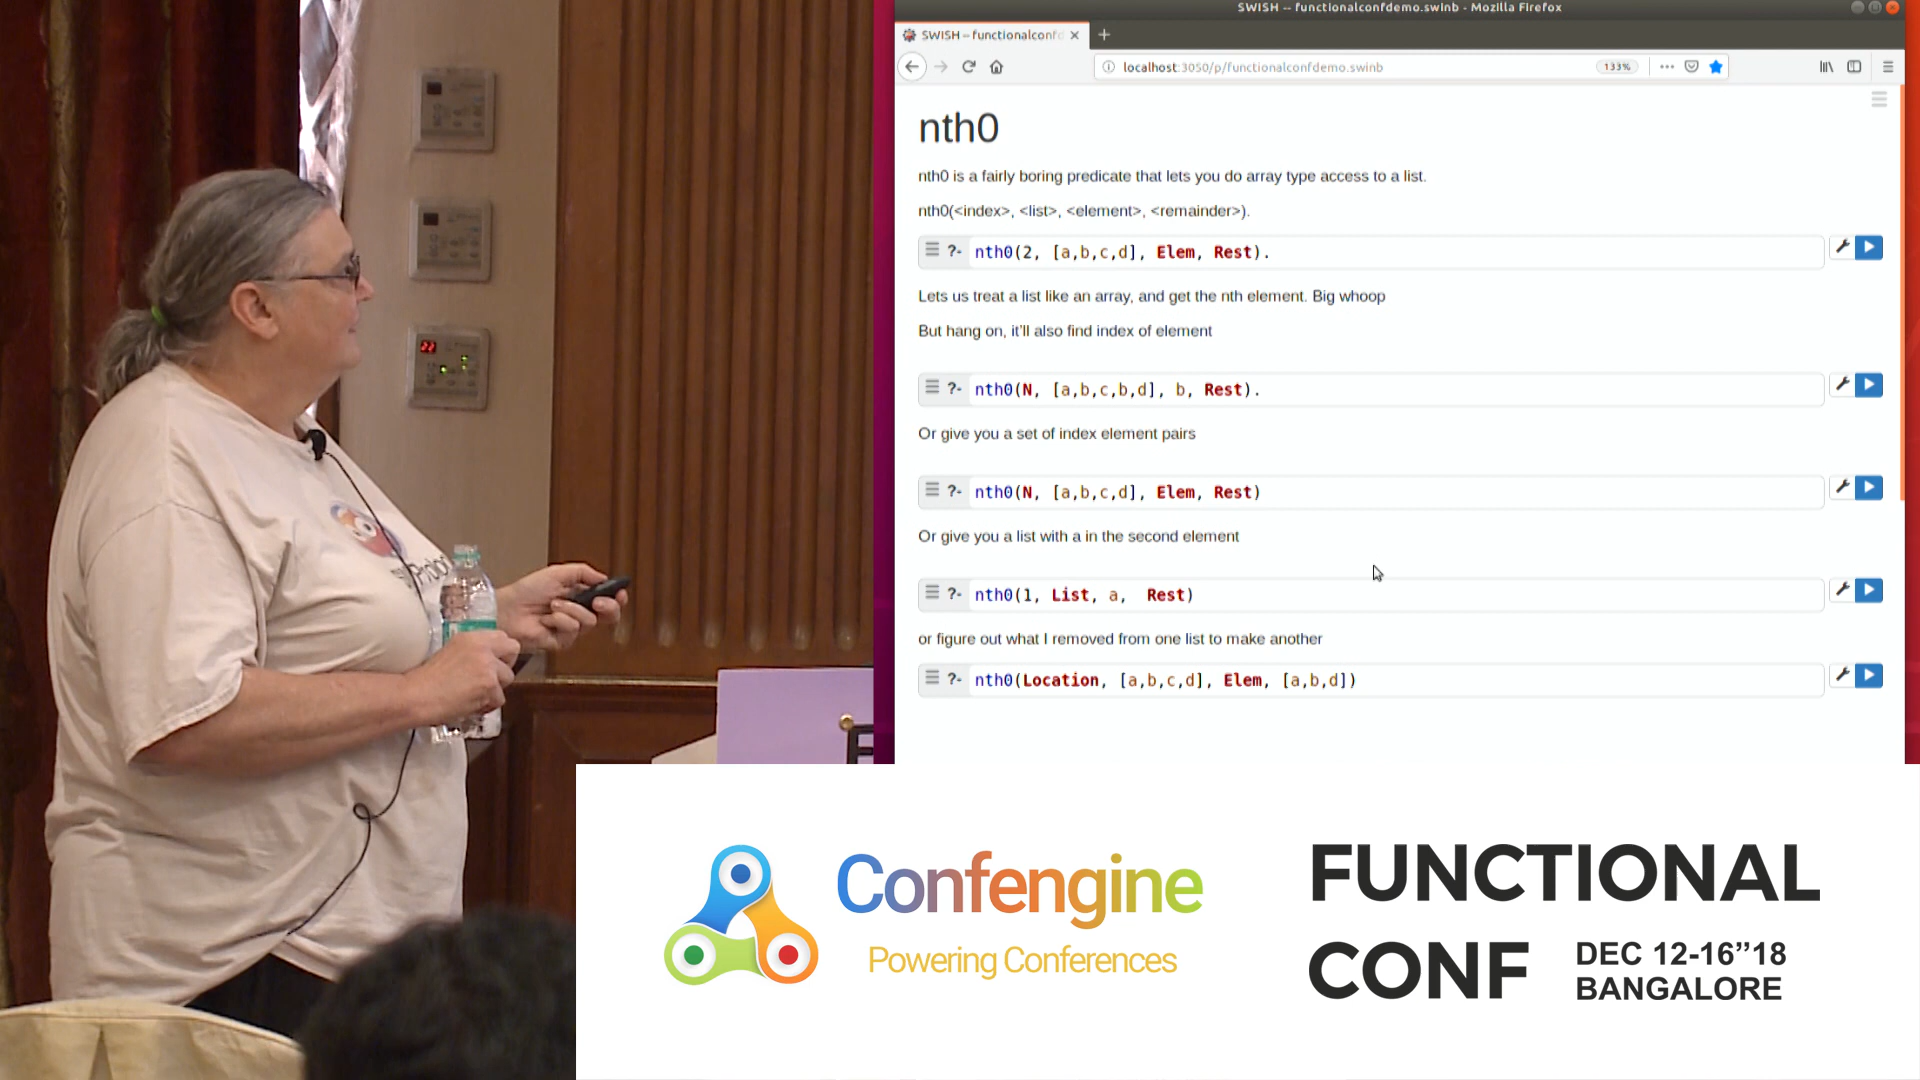 SWISH -- functionalconfdemo.swinb - Mozilla Firefox
SWISH -- functionalconfd
localhost:3050/p/functionalconfdemo.swinb
133%
nth0
nth0 is a fairly boring predicate that lets you do array type access to a list.
nth0(<index>, <list>, <element>, <remainder>).
?- nth0(2, [a,b,c,d], Elem, Rest).
Lets us treat a list like an array, and get the nth element. Big whoop
But hang on, it'll also find index of element
?- nth0(N, [a,b,c,b,d], b, Rest).
Or give you a set of index element pairs
?- nth0(N, [a,b,c,d], Elem, Rest)
Or give you a list with a in the second element
?- nth0(1, List, a,  Rest)
or figure out what I removed from one list to make another
?- nth0(Location, [a,b,c,d], Elem, [a,b,d])
22
Confengine
Powering Conferences
FUNCTIONAL
CONF
DEC 12-16”18
BANGALORE